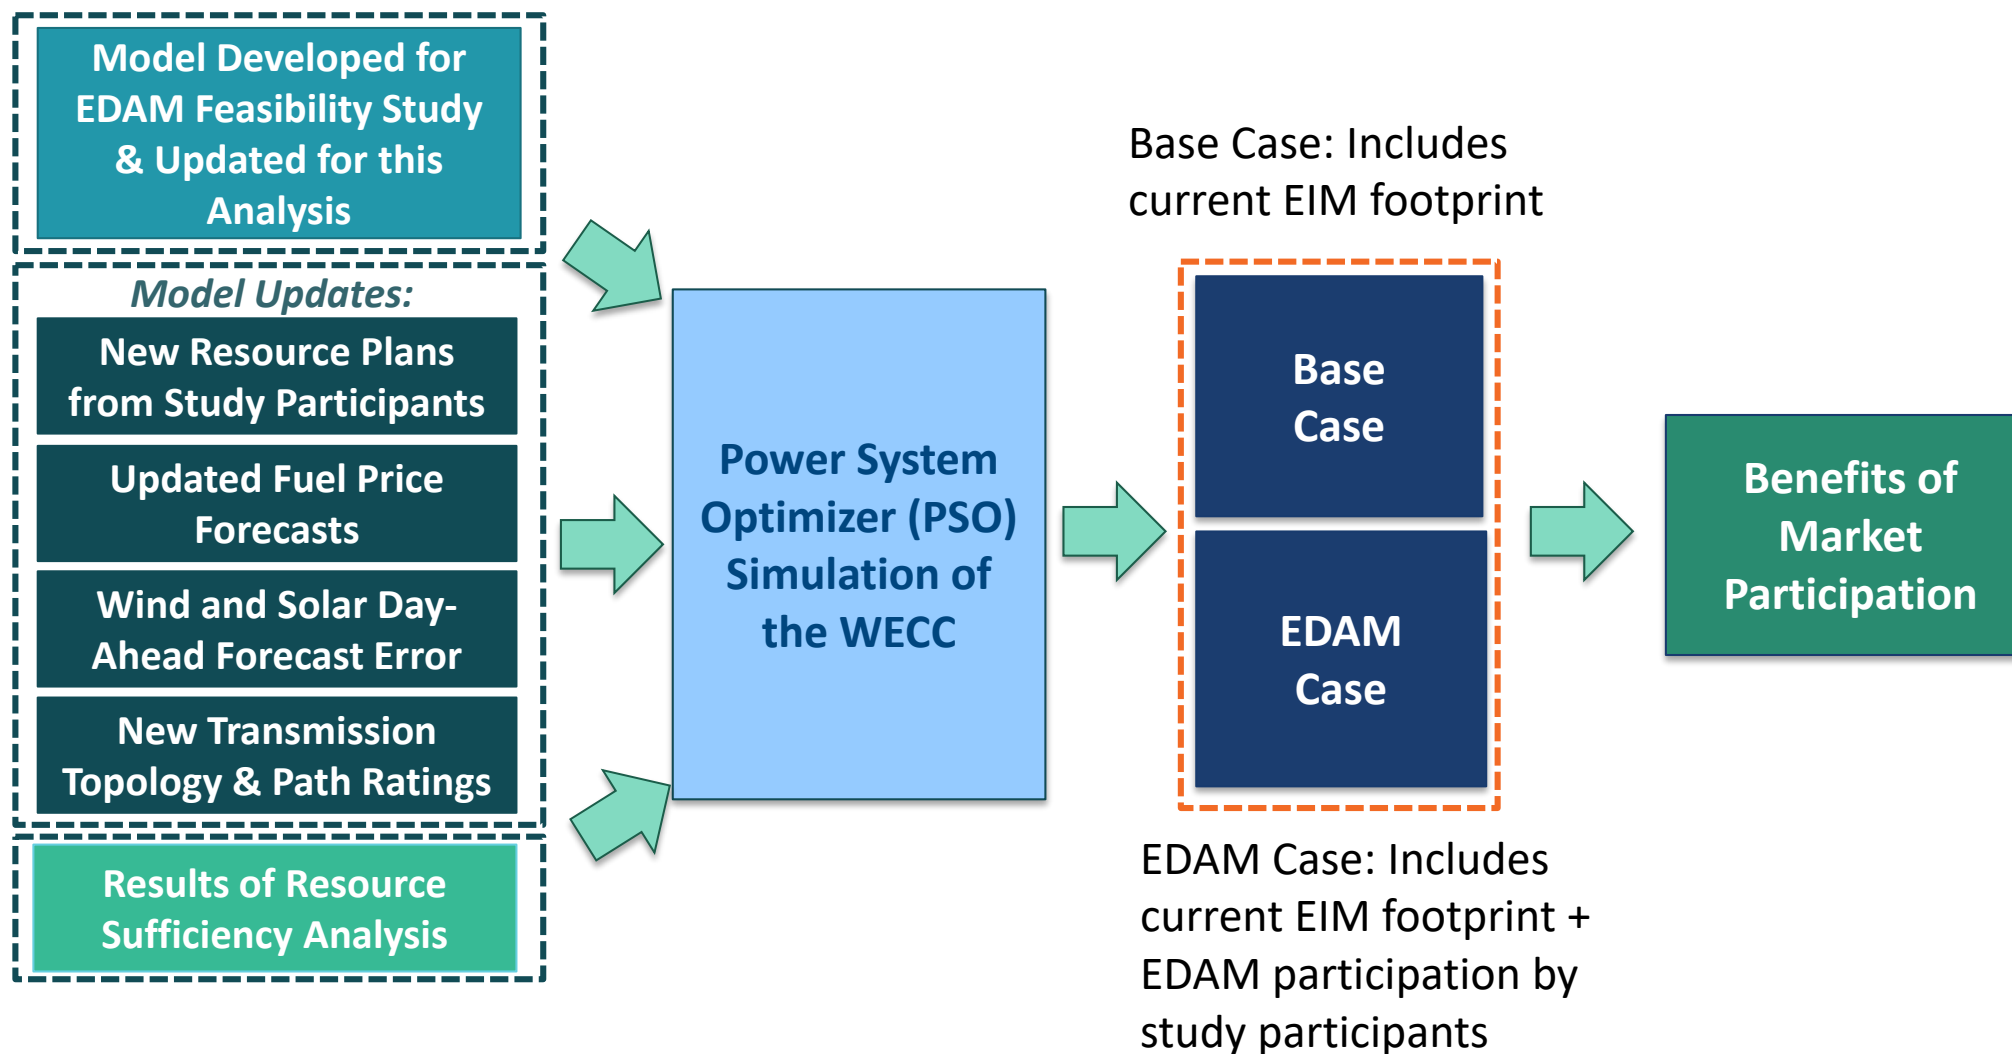 Model Developed for
EDAM Feasibility Study
& Updated for this
Analysis
Model Updates:
New Resource Plans
from Study Participants
Updated Fuel Price
Forecasts
Wind and Solar Day-
Ahead Forecast Error
New Transmission
Topology & Path Ratings
Results of Resource
Sufficiency Analysis
Power System
Optimizer (PSO)
Simulation of
the WECC
Base Case: Includes
current EIM footprint
Base
Case
EDAM
Case
EDAM Case: Includes
current EIM footprint +
EDAM participation by
study participants
Benefits of
Market
Participation